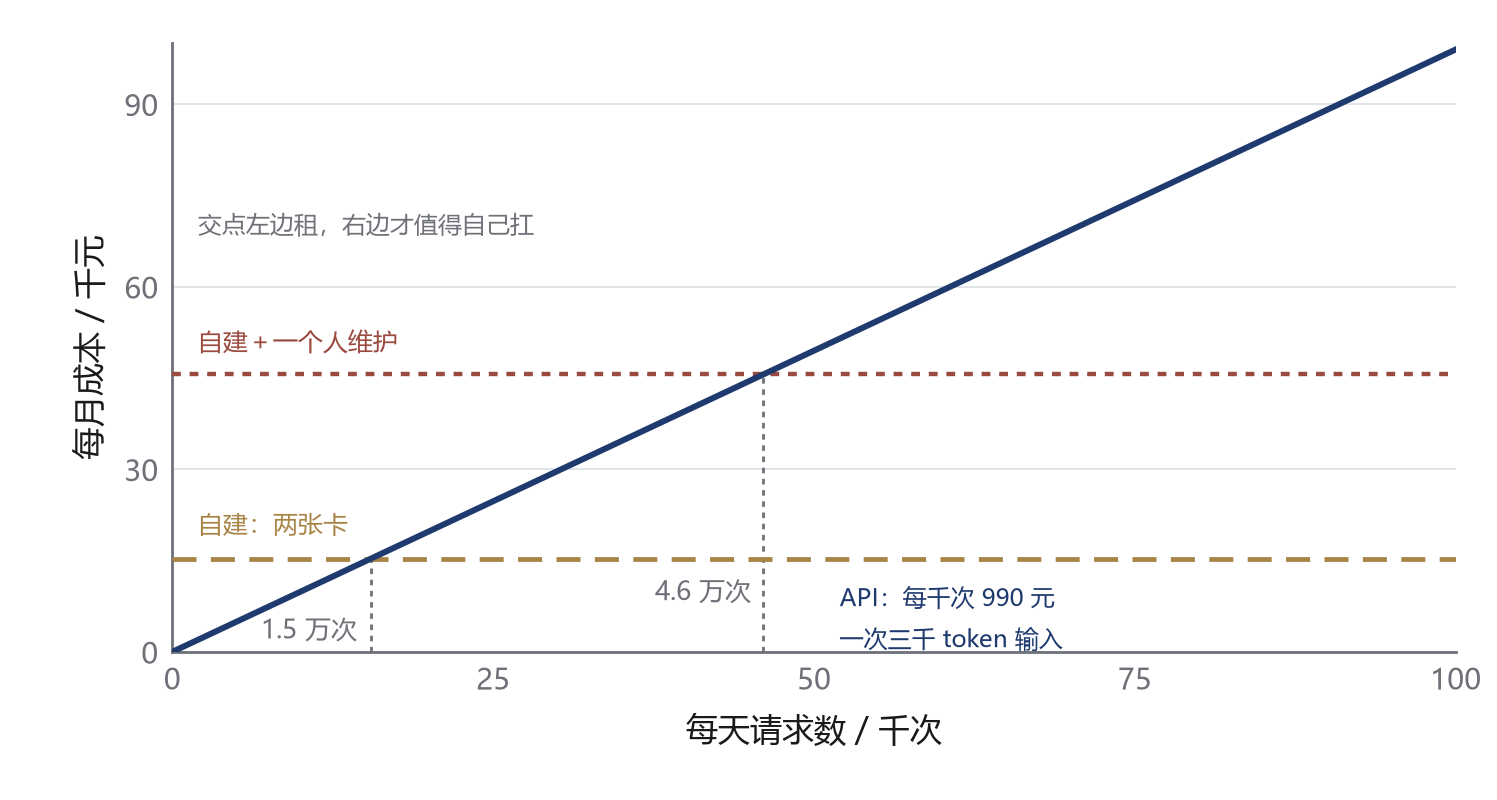 90
交点左边租，右边才值得自己扛
每月成本 / 千元
60
自建 + 一个人维护
30
自建：两张卡
4.6 万次
API：每千次 990 元
1.5 万次
一次三千 token 输入
0
0
25
50
75
100
每天请求数 / 千次